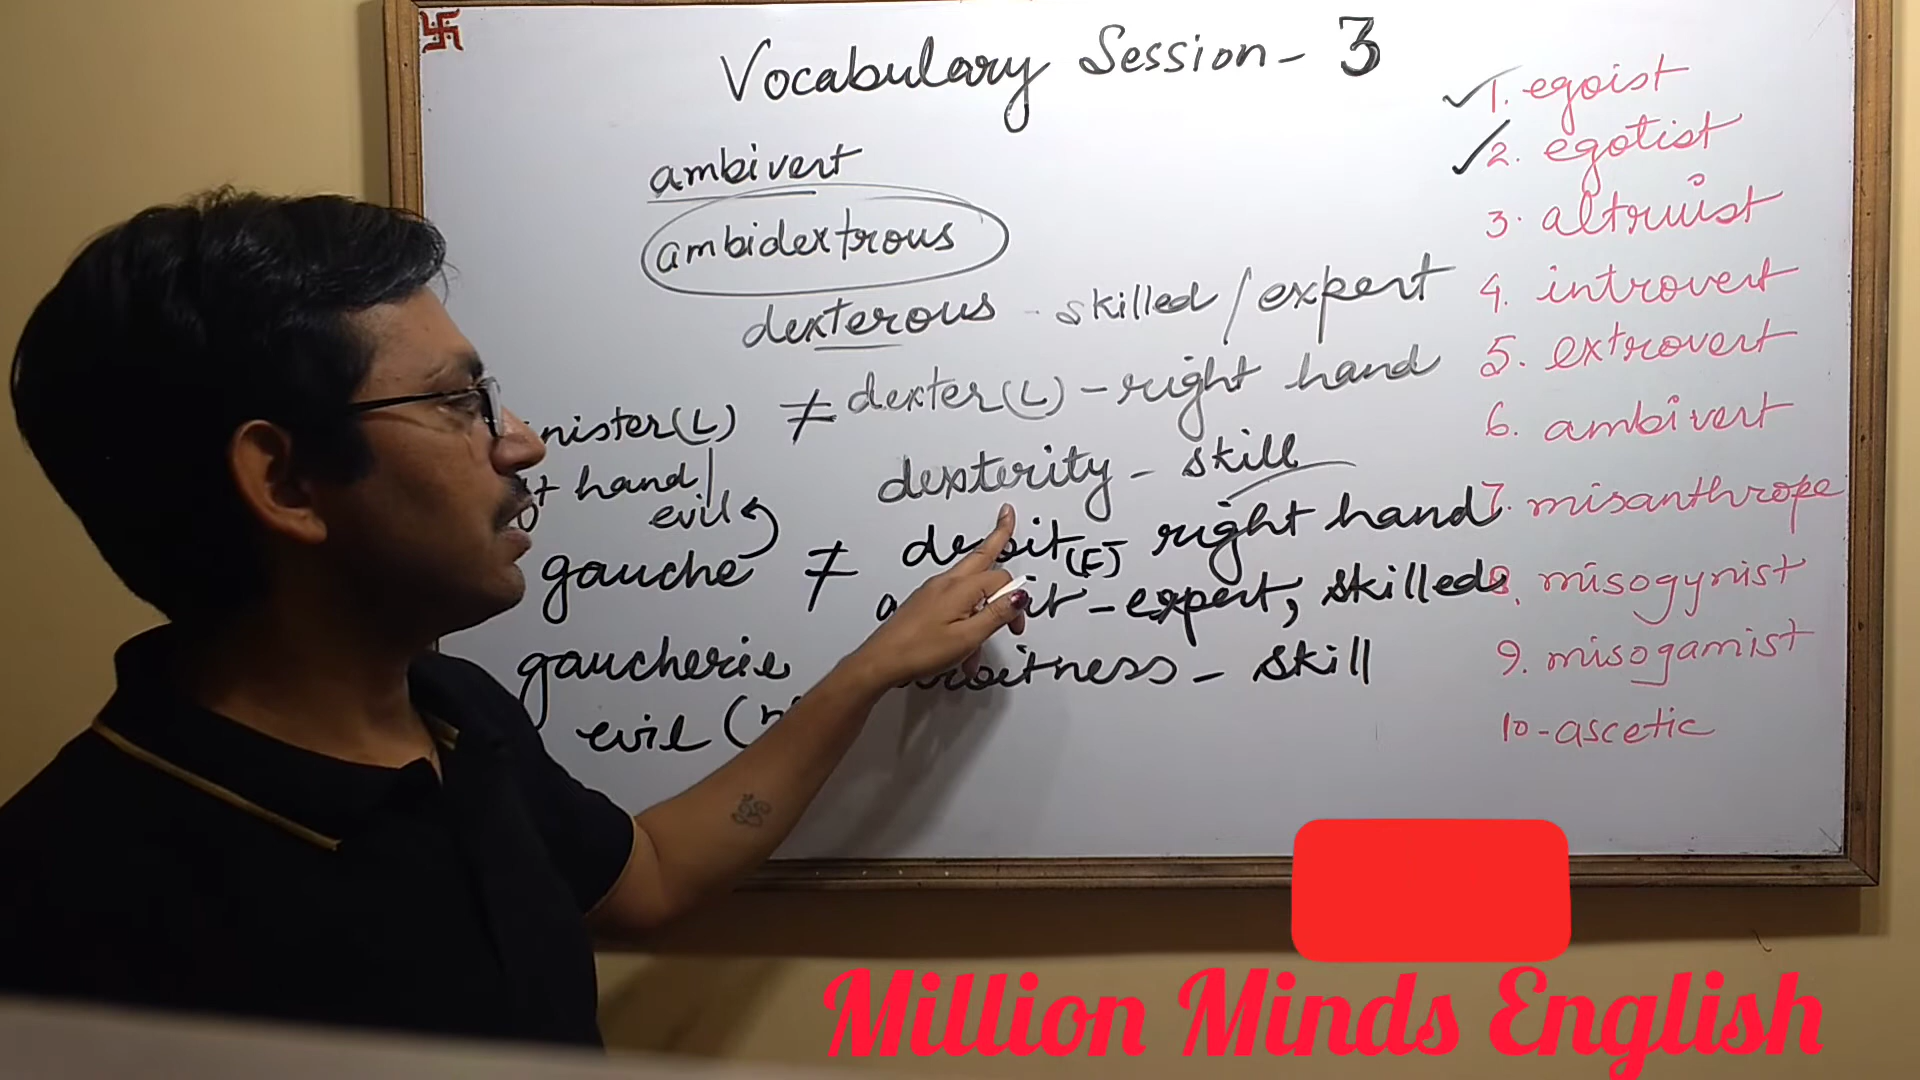 Vocabulary Session - 3
ambivert
ambidextrous
dexterous - skilled / expert
nister(L) ≠ dexter(L) - right hand
hand
evil
dexterity - skill
gauche ≠ (F) - right hand
- expert, skilled
gaucherie - skill
evil
✓1. egoist
✓2. egotist
3. altruist
4. introvert
5. extrovert
6. ambivert
7. misanthrope
8. misogynist
9. misogamist
10 - ascetic
Million Minds English